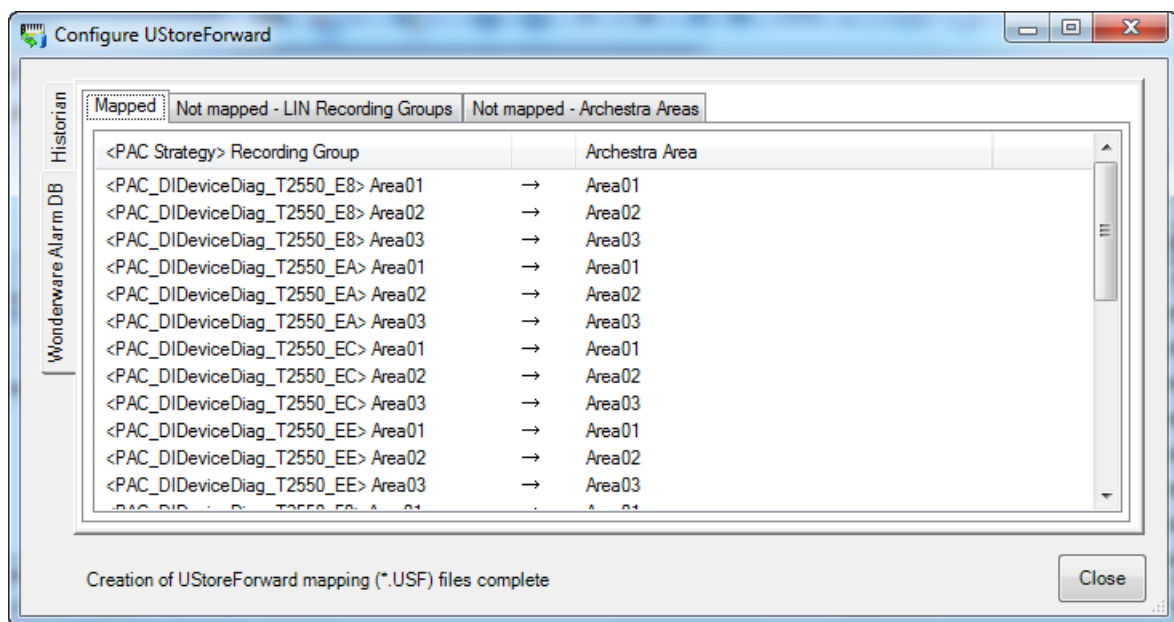 Configure UStoreForward
Historian
Wonderware Alarm DB
Mapped Not mapped - LIN Recording Groups Not mapped - Archestra Areas
<PAC Strategy> Recording Group Archestra Area
<PAC_DIDeviceDiag_T2550_E8> Area01 → Area01
<PAC_DIDeviceDiag_T2550_E8> Area02 → Area02
<PAC_DIDeviceDiag_T2550_E8> Area03 → Area03
<PAC_DIDeviceDiag_T2550_EA> Area01 → Area01
<PAC_DIDeviceDiag_T2550_EA> Area02 → Area02
<PAC_DIDeviceDiag_T2550_EA> Area03 → Area03
<PAC_DIDeviceDiag_T2550_EC> Area01 → Area01
<PAC_DIDeviceDiag_T2550_EC> Area02 → Area02
<PAC_DIDeviceDiag_T2550_EC> Area03 → Area03
<PAC_DIDeviceDiag_T2550_EE> Area01 → Area01
<PAC_DIDeviceDiag_T2550_EE> Area02 → Area02
<PAC_DIDeviceDiag_T2550_EE> Area03 → Area03
Creation of UStoreForward mapping (*.USF) files complete
Close